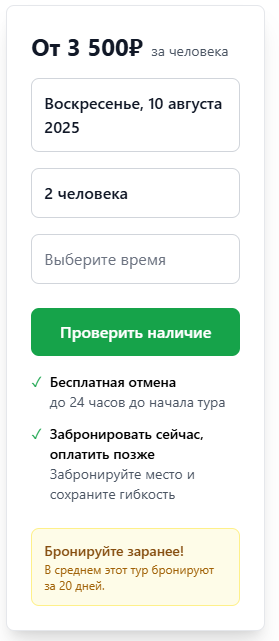 От 3 500₽ за человека
Воскресенье, 10 августа
2025
2 человека
Выберите время
Проверить наличие
✓ Бесплатная отмена
до 24 часов до начала тура
✓ Забронировать сейчас,
оплатить позже
Забронируйте место и
сохраните гибкость
Бронируйте заранее!
В среднем этот тур бронируют
за 20 дней.